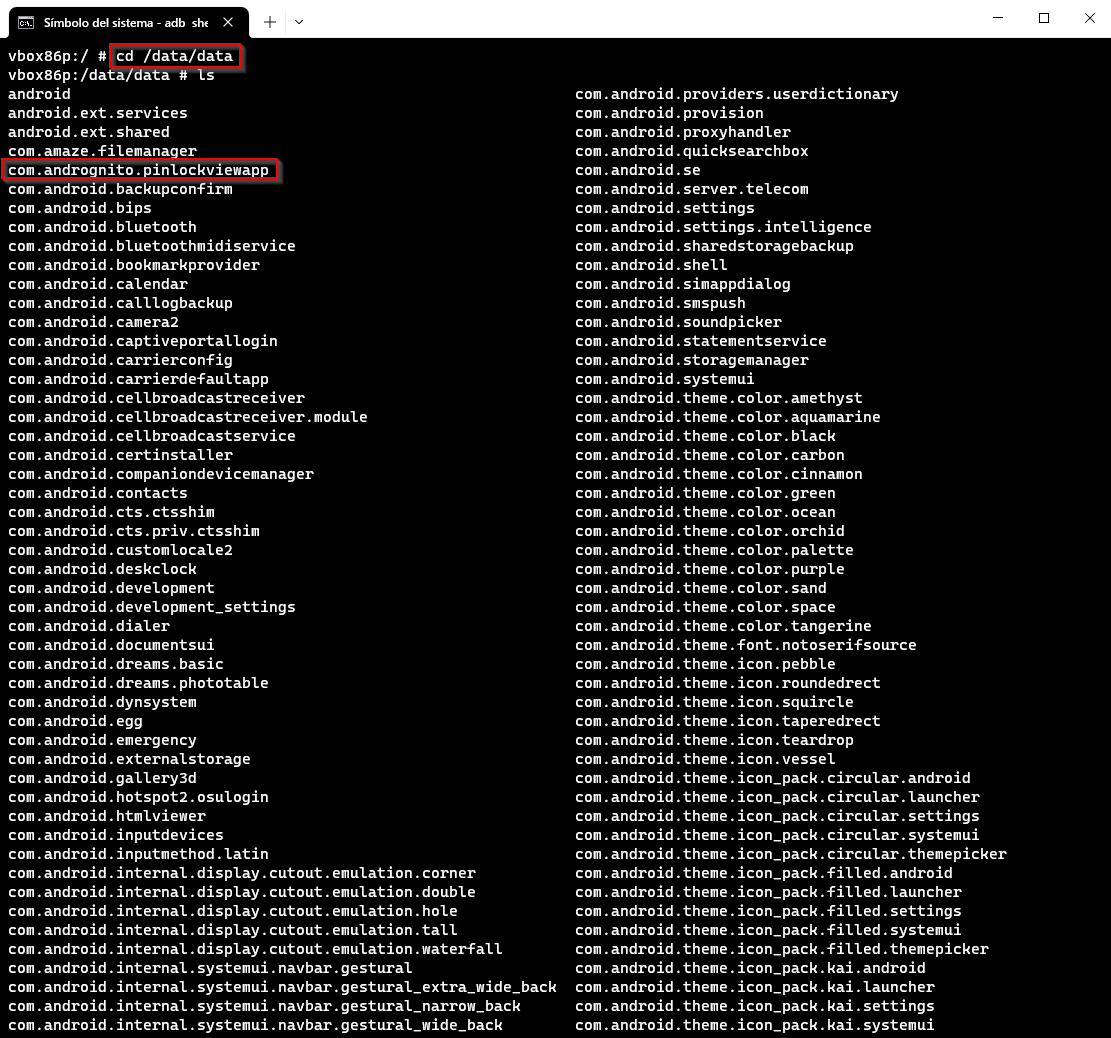 Símbolo del sistema - adb she
vbox86p:/ # cd /data/data
vbox86p:/data/data # ls
android
android.ext.services
android.ext.shared
com.amaze.filemanager
com.andrognito.pinlockviewapp
com.android.backupconfirm
com.android.bips
com.android.bluetooth
com.android.bluetoothmidiservice
com.android.bookmarkprovider
com.android.calendar
com.android.calllogbackup
com.android.camera2
com.android.captiveportallogin
com.android.carrierconfig
com.android.carrierdefaultapp
com.android.cellbroadcastreceiver
com.android.cellbroadcastreceiver.module
com.android.cellbroadcastservice
com.android.certinstaller
com.android.companiondevicemanager
com.android.contacts
com.android.cts.ctsshim
com.android.cts.priv.ctsshim
com.android.customlocale2
com.android.deskclock
com.android.development
com.android.development_settings
com.android.dialer
com.android.documentsui
com.android.dreams.basic
com.android.dreams.phototable
com.android.dynsystem
com.android.egg
com.android.emergency
com.android.externalstorage
com.android.gallery3d
com.android.hotspot2.osulogin
com.android.htmlviewer
com.android.inputdevices
com.android.inputmethod.latin
com.android.internal.display.cutout.emulation.corner
com.android.internal.display.cutout.emulation.double
com.android.internal.display.cutout.emulation.hole
com.android.internal.display.cutout.emulation.tall
com.android.internal.display.cutout.emulation.waterfall
com.android.internal.systemui.navbar.gestural
com.android.internal.systemui.navbar.gestural_extra_wide_back
com.android.internal.systemui.navbar.gestural_narrow_back
com.android.internal.systemui.navbar.gestural_wide_back
com.android.providers.userdictionary
com.android.provision
com.android.proxyhandler
com.android.quicksearchbox
com.android.se
com.android.server.telecom
com.android.settings
com.android.settings.intelligence
com.android.sharedstoragebackup
com.android.shell
com.android.simappdialog
com.android.smspush
com.android.soundpicker
com.android.statementservice
com.android.storagemanager
com.android.systemui
com.android.theme.color.amethyst
com.android.theme.color.aquamarine
com.android.theme.color.black
com.android.theme.color.carbon
com.android.theme.color.cinnamon
com.android.theme.color.green
com.android.theme.color.ocean
com.android.theme.color.orchid
com.android.theme.color.palette
com.android.theme.color.purple
com.android.theme.color.sand
com.android.theme.color.space
com.android.theme.color.tangerine
com.android.theme.font.notoserifsource
com.android.theme.icon.pebble
com.android.theme.icon.roundedrect
com.android.theme.icon.squircle
com.android.theme.icon.taperedrect
com.android.theme.icon.teardrop
com.android.theme.icon.vessel
com.android.theme.icon_pack.circular.android
com.android.theme.icon_pack.circular.launcher
com.android.theme.icon_pack.circular.settings
com.android.theme.icon_pack.circular.systemui
com.android.theme.icon_pack.circular.themepicker
com.android.theme.icon_pack.filled.android
com.android.theme.icon_pack.filled.launcher
com.android.theme.icon_pack.filled.settings
com.android.theme.icon_pack.filled.systemui
com.android.theme.icon_pack.filled.themepicker
com.android.theme.icon_pack.kai.android
com.android.theme.icon_pack.kai.launcher
com.android.theme.icon_pack.kai.settings
com.android.theme.icon_pack.kai.systemui